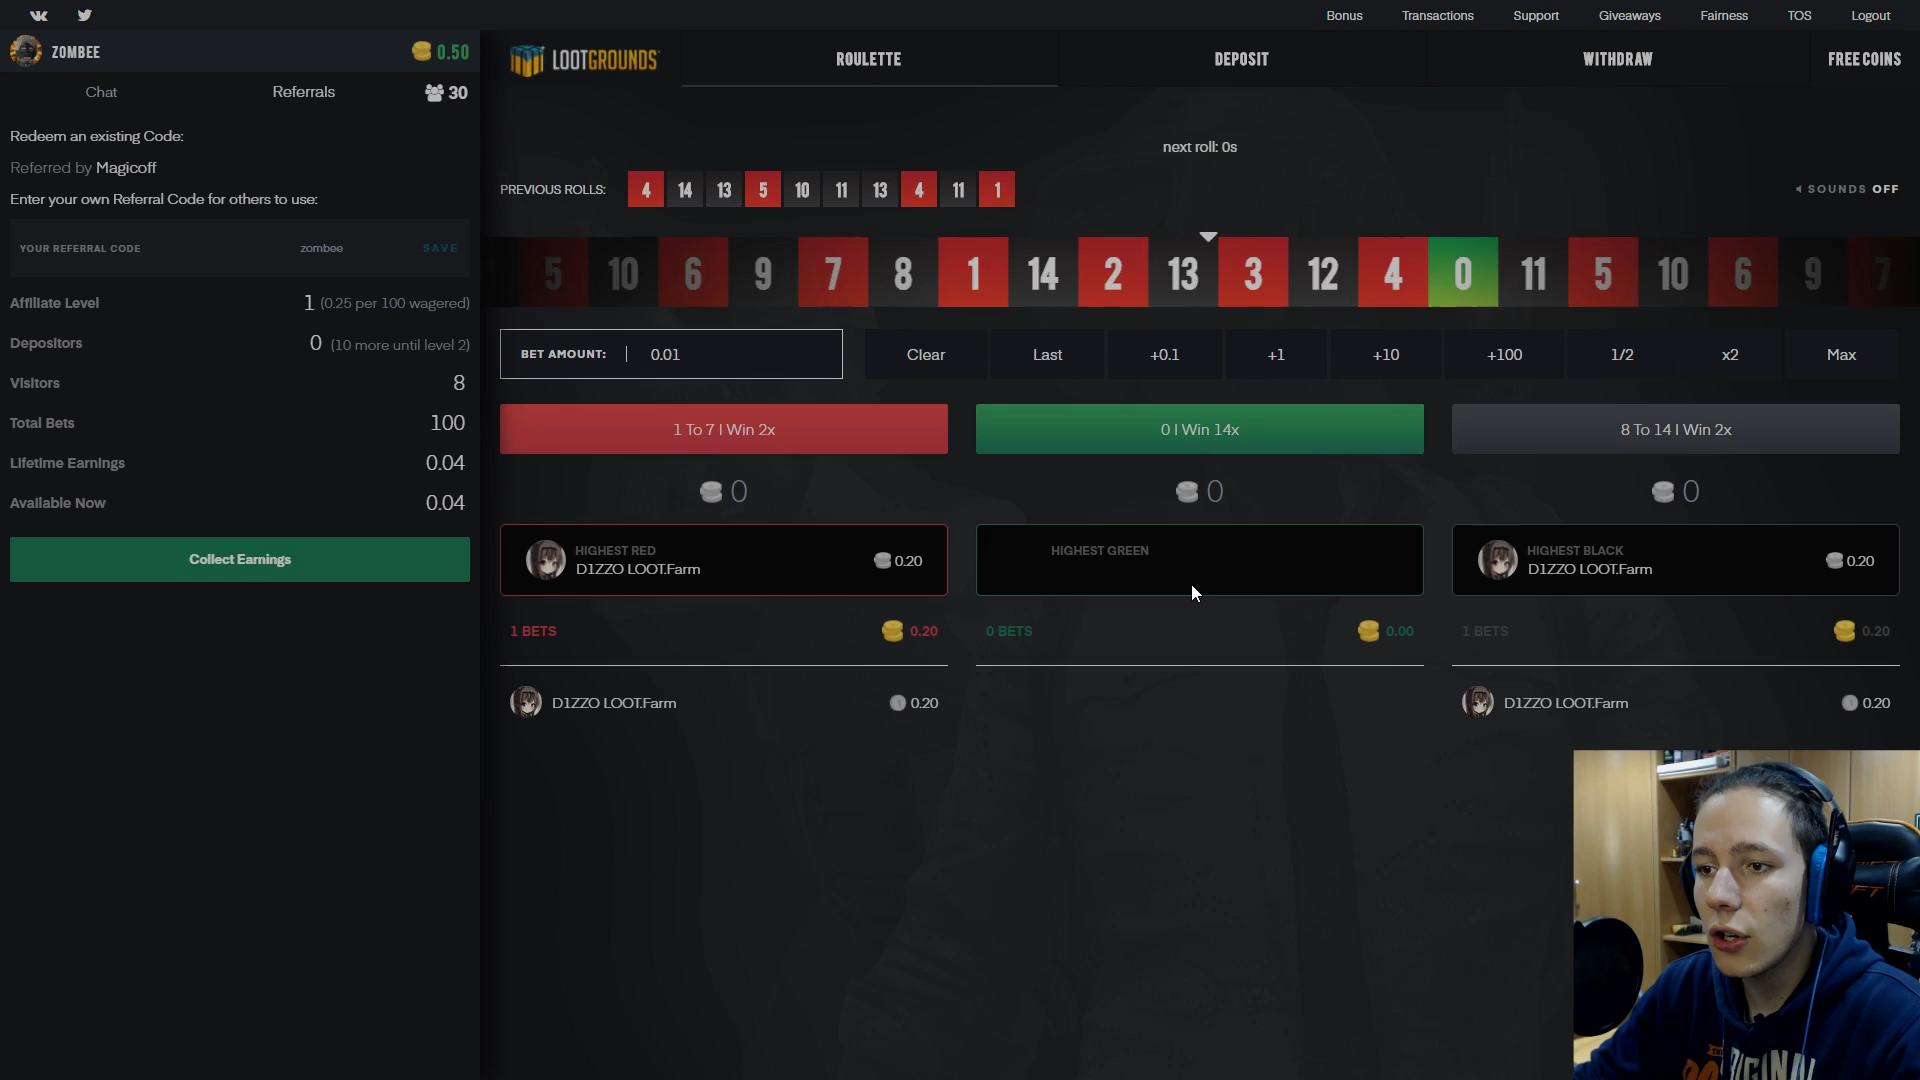 Bonus Transactions Support Giveaways Fairness TOS Logout
ZOMBEE 0.50
LOOTGROUNDS ROULETTE DEPOSIT WITHDRAW FREE COINS
Chat Referrals 30
Redeem an existing Code:
Referred by Magicoff
Enter your own Referral Code for others to use:
YOUR REFERRAL CODE zombee SAVE
Affiliate Level 1 (0.25 per 100 wagered)
Depositors 0 (10 more until level 2)
Visitors 8
Total Bets 100
Lifetime Earnings 0.04
Available Now 0.04
Collect Earnings
next roll: 0s
PREVIOUS ROLLS: 4 14 13 5 10 11 13 4 11 1
SOUNDS OFF
5 10 6 9 7 8 1 14 2 13 3 12 4 0 11 5 10 6 9 7
BET AMOUNT: 0.01 Clear Last +0.1 +1 +10 +100 1/2 x2 Max
1 To 7 | Win 2x 0 | Win 14x 8 To 14 | Win 2x
0 0 0
HIGHEST RED HIGHEST GREEN HIGHEST BLACK
D1ZZO LOOT.Farm 0.20 D1ZZO LOOT.Farm 0.20
1 BETS 0.20 0 BETS 0.00 1 BETS 0.20
D1ZZO LOOT.Farm 0.20 D1ZZO LOOT.Farm 0.20